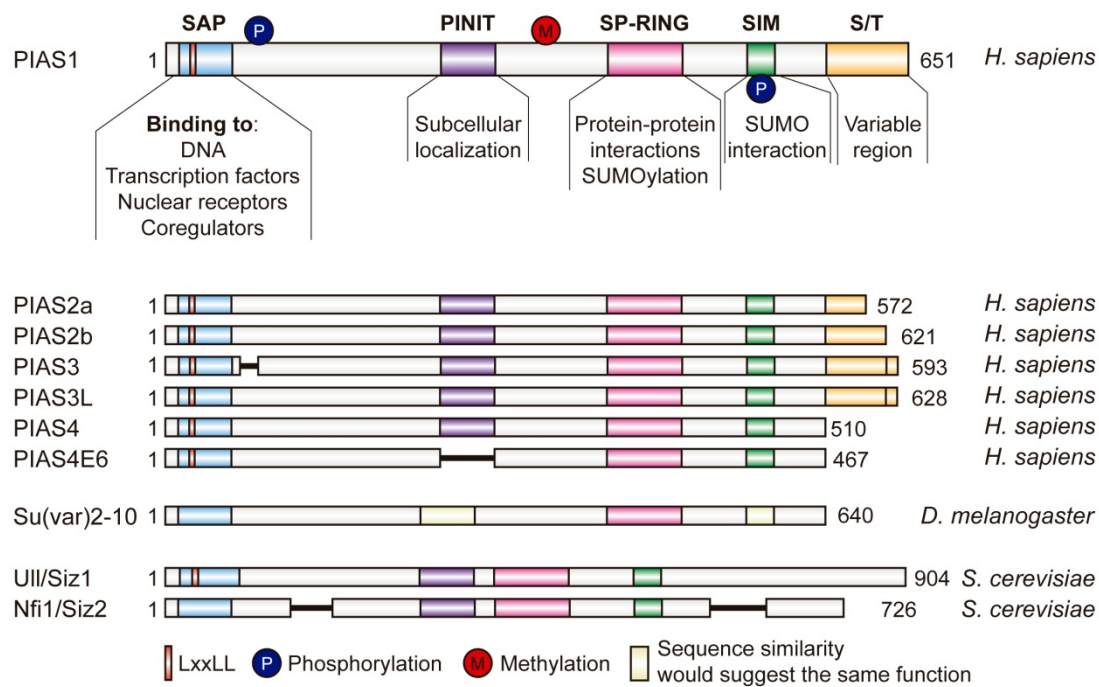 SAP PINIT SP-RING SIM S/T
P M
PIAS1 1 651 H. sapiens
P
Binding to:
DNA
Transcription factors
Nuclear receptors
Coregulators
Subcellular
localization
Protein-protein
interactions
SUMOylation
SUMO
interaction
Variable
region
PIAS2a 1 572 H. sapiens
PIAS2b 1 621 H. sapiens
PIAS3 1 593 H. sapiens
PIAS3L 1 628 H. sapiens
PIAS4 1 510 H. sapiens
PIAS4E6 1 467 H. sapiens
Su(var)2-10 1 640 D. melanogaster
Ull/Siz1 1 904 S. cerevisiae
Nfi1/Siz2 1 726 S. cerevisiae
LxxLL P Phosphorylation M Methylation Sequence similarity
would suggest the same function